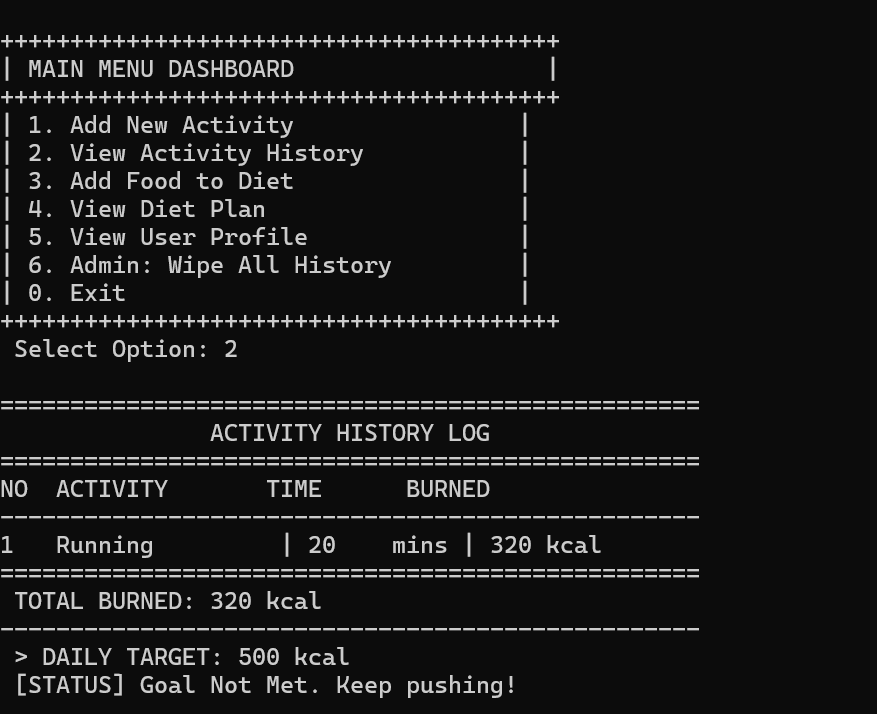 ++++++++++++++++++++++++++++++++++++++++
| MAIN MENU DASHBOARD                  |
++++++++++++++++++++++++++++++++++++++++
| 1. Add New Activity                |
| 2. View Activity History           |
| 3. Add Food to Diet                |
| 4. View Diet Plan                  |
| 5. View User Profile               |
| 6. Admin: Wipe All History         |
| 0. Exit                            |
++++++++++++++++++++++++++++++++++++++++
 Select Option: 2

==================================================
               ACTIVITY HISTORY LOG
==================================================
NO  ACTIVITY       TIME      BURNED
--------------------------------------------------
1   Running         | 20    mins | 320 kcal
==================================================
 TOTAL BURNED: 320 kcal
--------------------------------------------------
 > DAILY TARGET: 500 kcal
 [STATUS] Goal Not Met. Keep pushing!